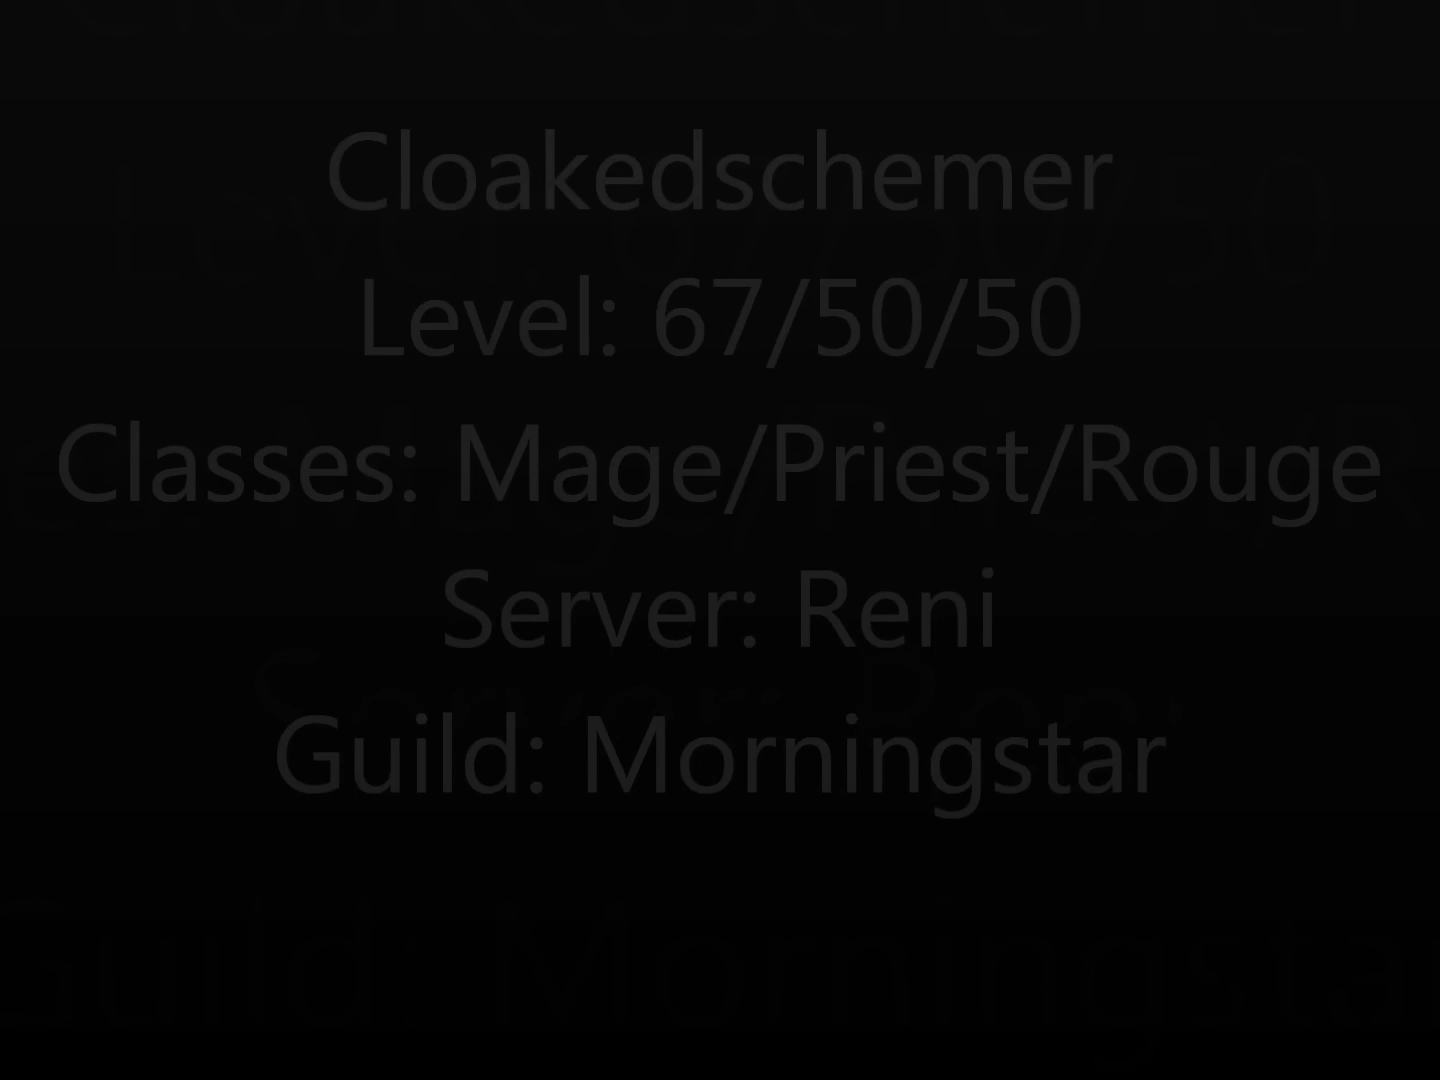 Cloakedschemer
Level: 67/50/50
Classes: Mage/Priest/Rouge
Server: Reni
Guild: Morningstar